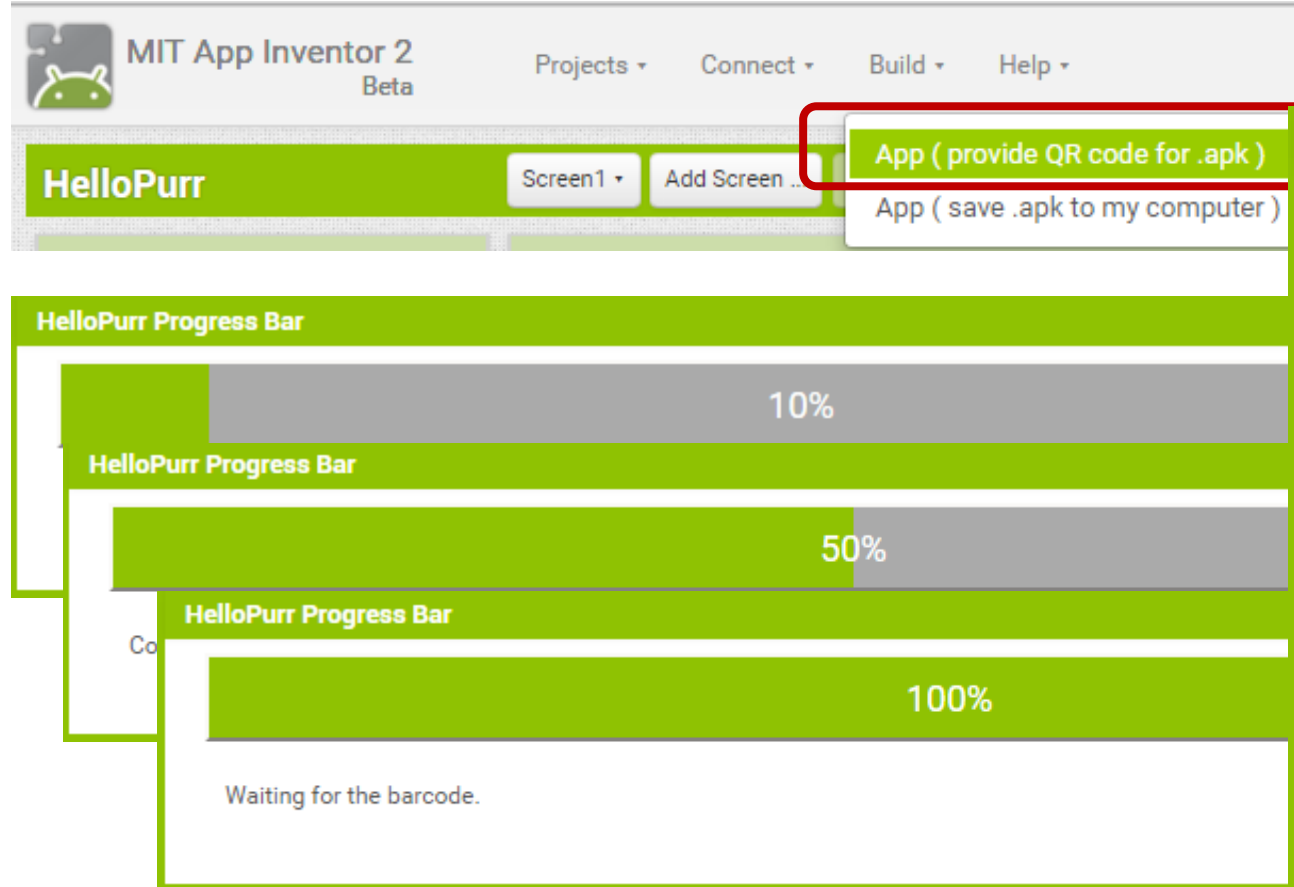 MIT App Inventor 2
Beta
Projects Connect Build Help
HelloPurr
Screen1 Add Screen ...
App ( provide QR code for .apk )
App ( save .apk to my computer )
HelloPurr Progress Bar
10%
HelloPurr Progress Bar
50%
Co
HelloPurr Progress Bar
100%
Waiting for the barcode.